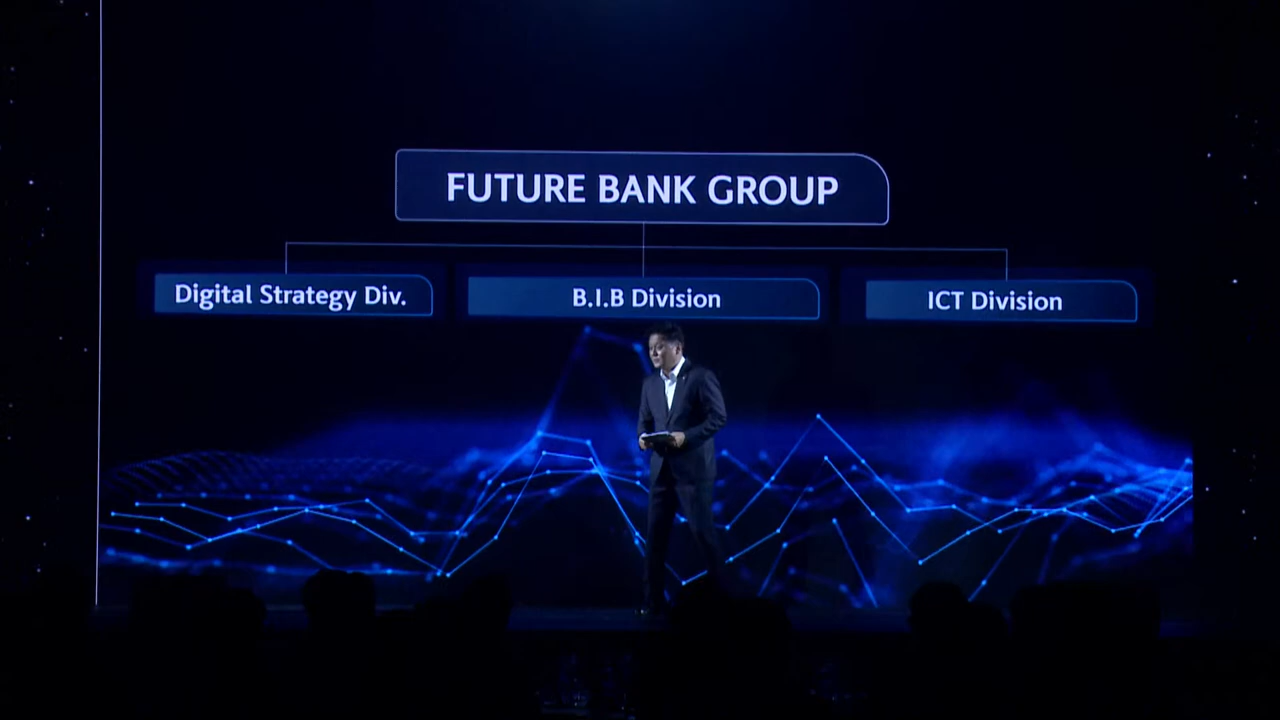 FUTURE BANK GROUP
Digital Strategy Div.
B.I.B Division
ICT Division